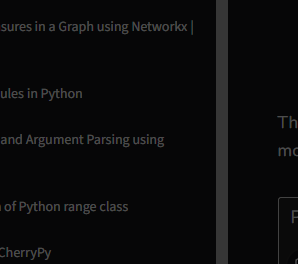 sures in a Graph using Networkx |
ules in Python
and Argument Parsing using
of Python range class
CherryPy
Th
mo
P